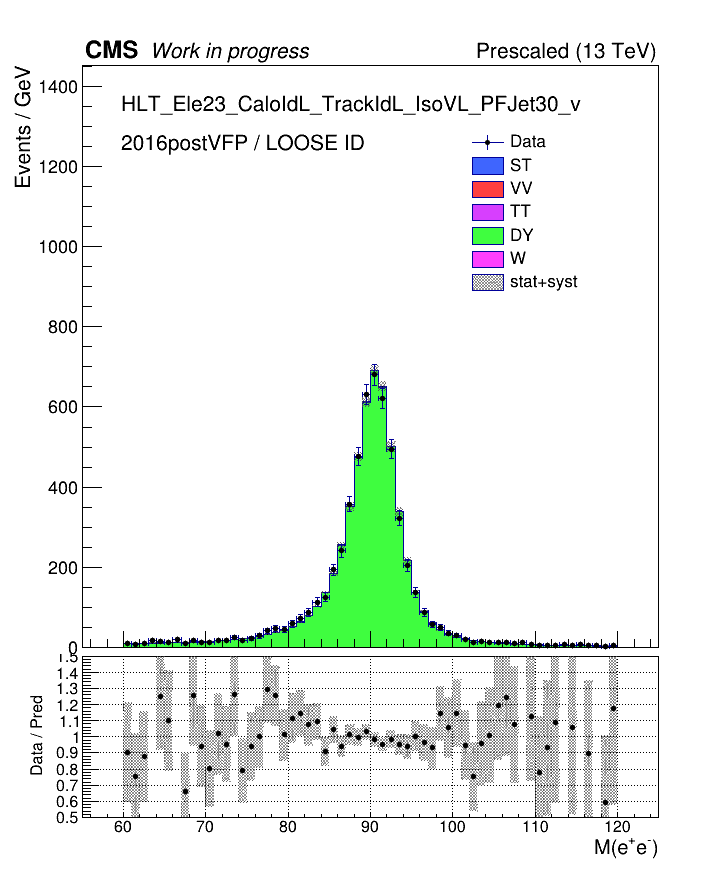 CMS Work in progress Prescaled (13 TeV)
Events / GeV
1400
1200
1000
800
600
400
200
0
HLT_Ele23_CaloIdL_TrackIdL_IsoVL_PFJet30_v
2016postVFP / LOOSE ID
Data
ST
VV
TT
DY
W
stat+syst
Data / Pred
1.5
1.4
1.3
1.2
1.1
1
0.9
0.8
0.7
0.6
0.5
60 70 80 90 100 110 120
M(e⁺e⁻)